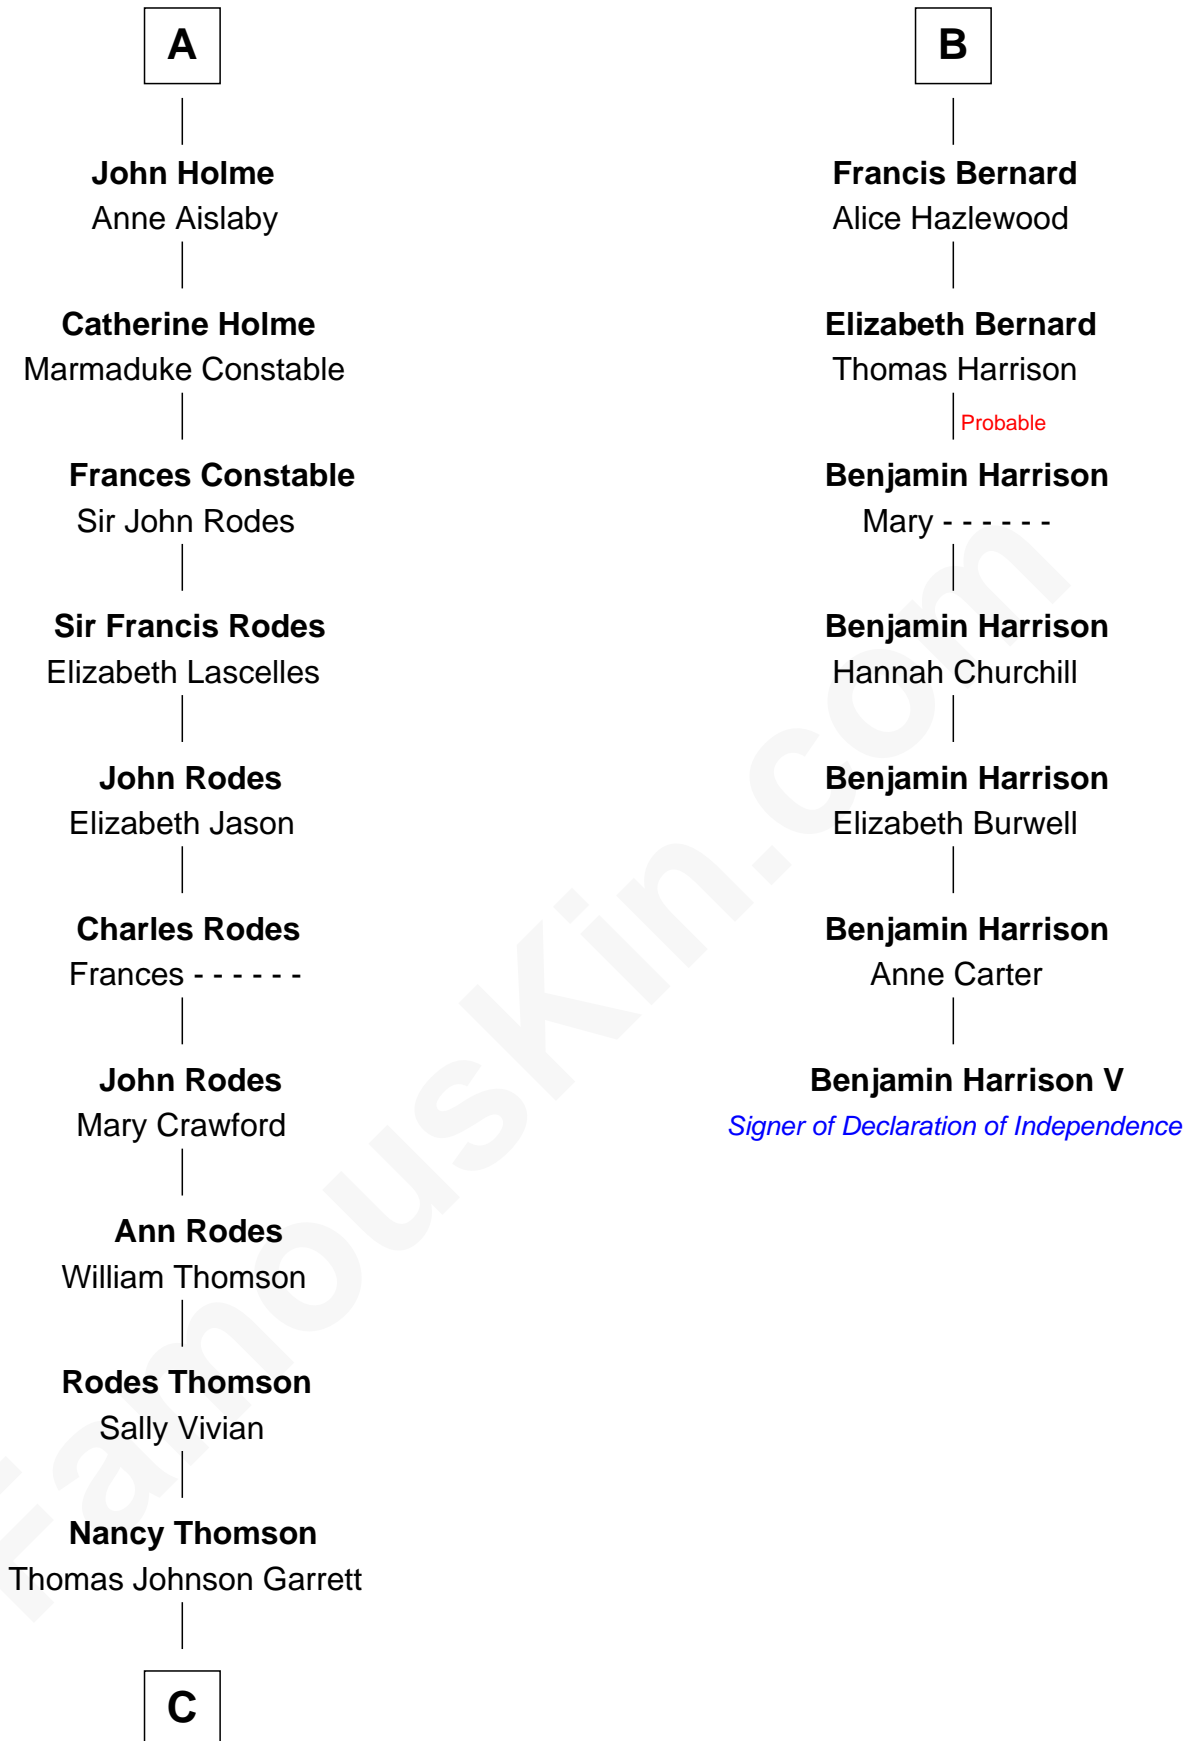 A
John Holme
Anne Aislaby
Catherine Holme
Marmaduke Constable
Frances Constable
Sir John Rodes
Sir Francis Rodes
Elizabeth Lascelles
John Rodes
Elizabeth Jason
Charles Rodes
Frances - - - - - -
John Rodes
Mary Crawford
Ann Rodes
William Thomson
Rodes Thomson
Sally Vivian
Nancy Thomson
Thomas Johnson Garrett
C
B
Francis Bernard
Alice Hazlewood
Elizabeth Bernard
Thomas Harrison
Probable
Benjamin Harrison
Mary - - - - - -
Benjamin Harrison
Hannah Churchill
Benjamin Harrison
Elizabeth Burwell
Benjamin Harrison
Anne Carter
Benjamin Harrison V
Signer of Declaration of Independence
FamousKin.com